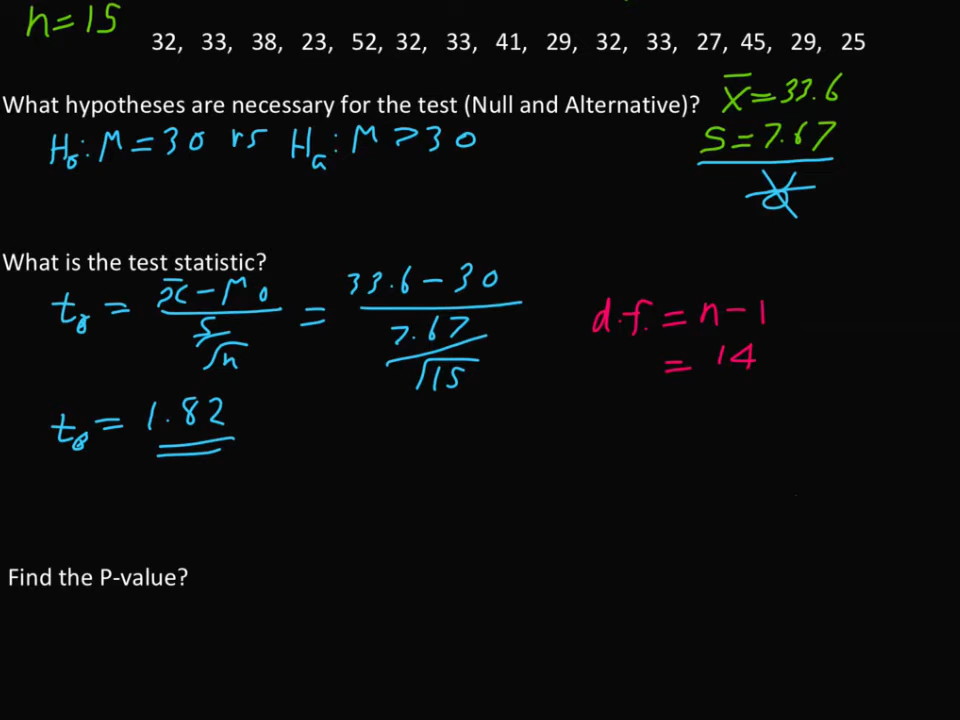 n = 15
32, 33, 38, 23, 52, 32, 33, 41, 29, 32, 33, 27, 45, 29, 25
What hypotheses are necessary for the test (Null and Alternative)?
x̅ = 33.6
H₀: M = 30 vs Hₐ: M > 30
S = 7.67
σ
What is the test statistic?
t₀ = x̅ - M₀ / S/√n = 33.6 - 30 / 7.67/√15
d.f. = n - 1
= 14
t₀ = 1.82
Find the P-value?